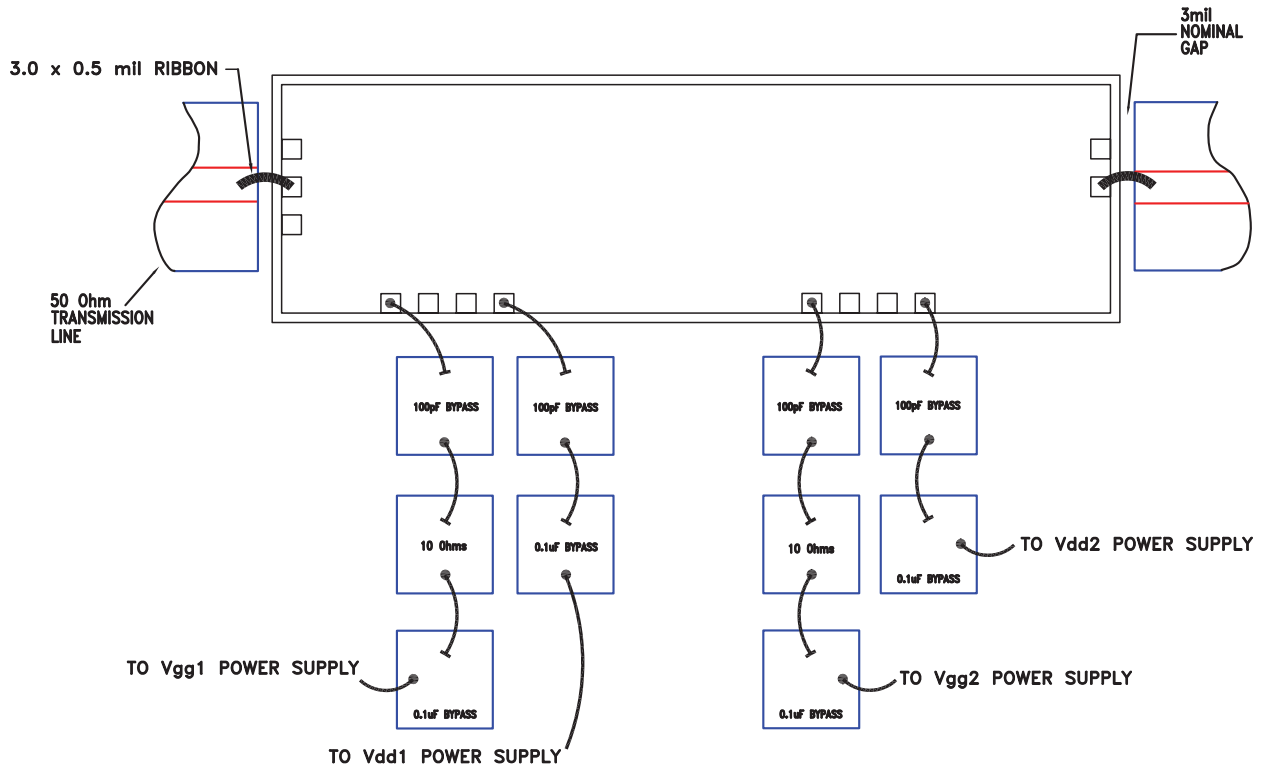 3mil
NOMINAL
GAP
3.0 x 0.5 mil RIBBON
50 Ohm
TRANSMISSION
LINE
100pF BYPASS
100pF BYPASS
100pF BYPASS
100pF BYPASS
10 Ohms
0.1uF BYPASS
10 Ohms
TO Vdd2 POWER SUPPLY
0.1uF BYPASS
TO Vgg1 POWER SUPPLY
TO Vgg2 POWER SUPPLY
0.1uF BYPASS
0.1uF BYPASS
TO Vdd1 POWER SUPPLY